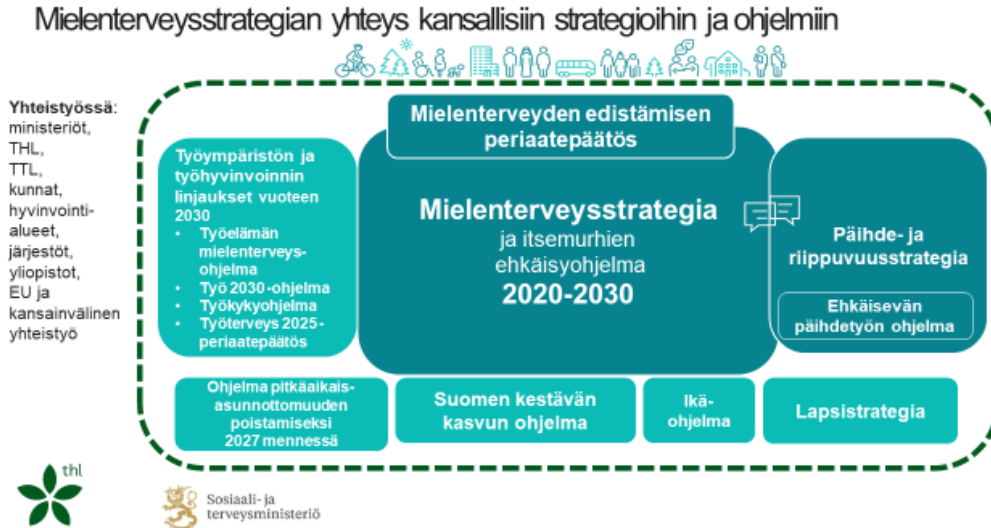 Mielenterveysstrategian yhteys kansallisiin strategioihin ja ohjelmiin
Yhteistyössä:
ministeriöt,
THL,
TTL,
kunnat,
hyvinvointi-
alueet,
järjestöt,
yliopistot,
EU ja
kansainvälinen
yhteistyö
Työympäristön ja
työhyvinvoinnin
linjaukset vuoteen
2030
• Työelämän
mielenterveys-
ohjelma
• Työ 2030 -ohjelma
• Työkykyohjelma
• Työterveys 2025 -
periaatepäätös
Mielenterveyden edistämisen
periaatepäätös
Mielenterveysstrategia
ja itsemurhien
ehkäisyohjelma
2020-2030
Päihde- ja
riippuvuusstrategia
Ehkäisevän
päihdetyön ohjelma
Ohjelma pitkäaikais-
asunnottomuuden
poistamiseksi
2027 mennessä
Suomen kestävän
kasvun ohjelma
Ikä-
ohjelma
Lapsistrategia
thl
Sosiaali- ja
terveysministeriö